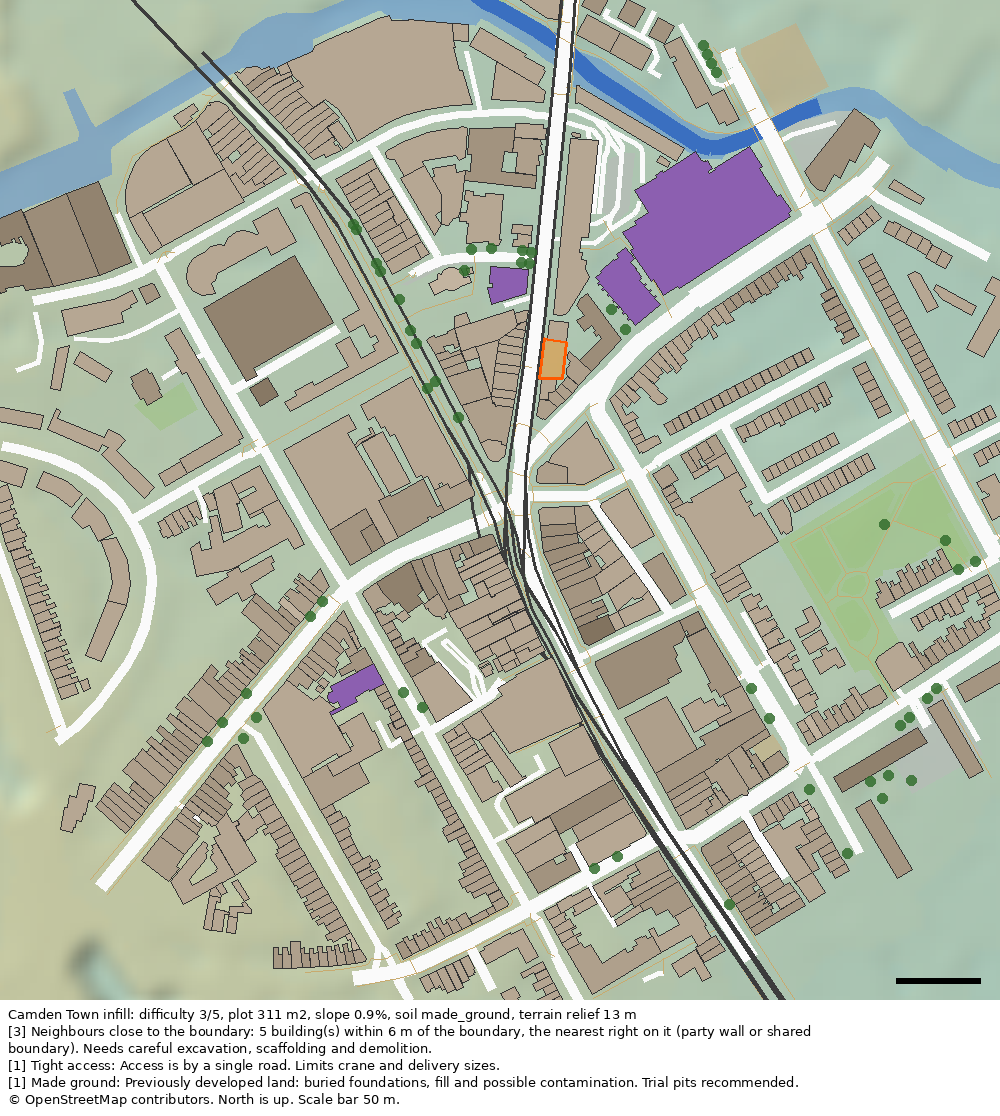 Camden Town infill: difficulty 3/5, plot 311 m2, slope 0.9%, soil made_ground, terrain relief 13 m
[3] Neighbours close to the boundary: 5 building(s) within 6 m of the boundary, the nearest right on it (party wall or shared
boundary). Needs careful excavation, scaffolding and demolition.
[1] Tight access: Access is by a single road. Limits crane and delivery sizes.
[1] Made ground: Previously developed land: buried foundations, fill and possible contamination. Trial pits recommended.
© OpenStreetMap contributors. North is up. Scale bar 50 m.